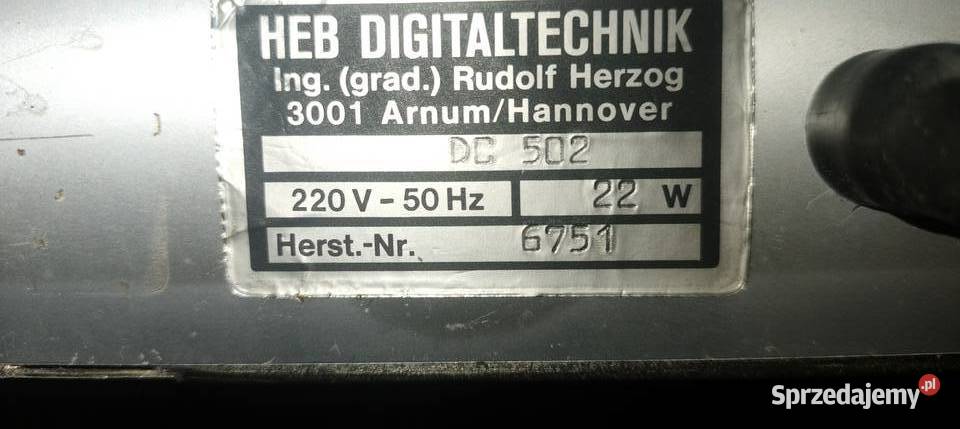 HEB DIGITALTECHNIK
Ing. (grad.) Rudolf Herzog
3001 Arnum/Hannover
DC 502
220 V - 50 Hz 22 W
Herst.-Nr. 6751
Sprzedajemy.pl